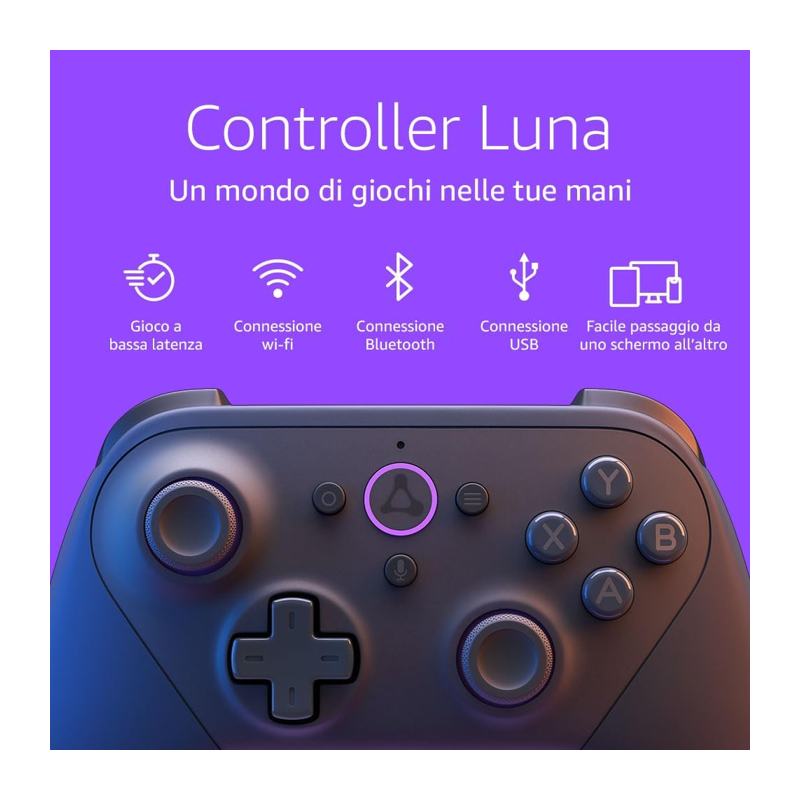 Controller Luna
Un mondo di giochi nelle tue mani
Gioco a
bassa latenza
Connessione
wi-fi
Connessione
Bluetooth
Connessione
USB
Facile passaggio da
uno schermo all'altro
Y
X
B
A